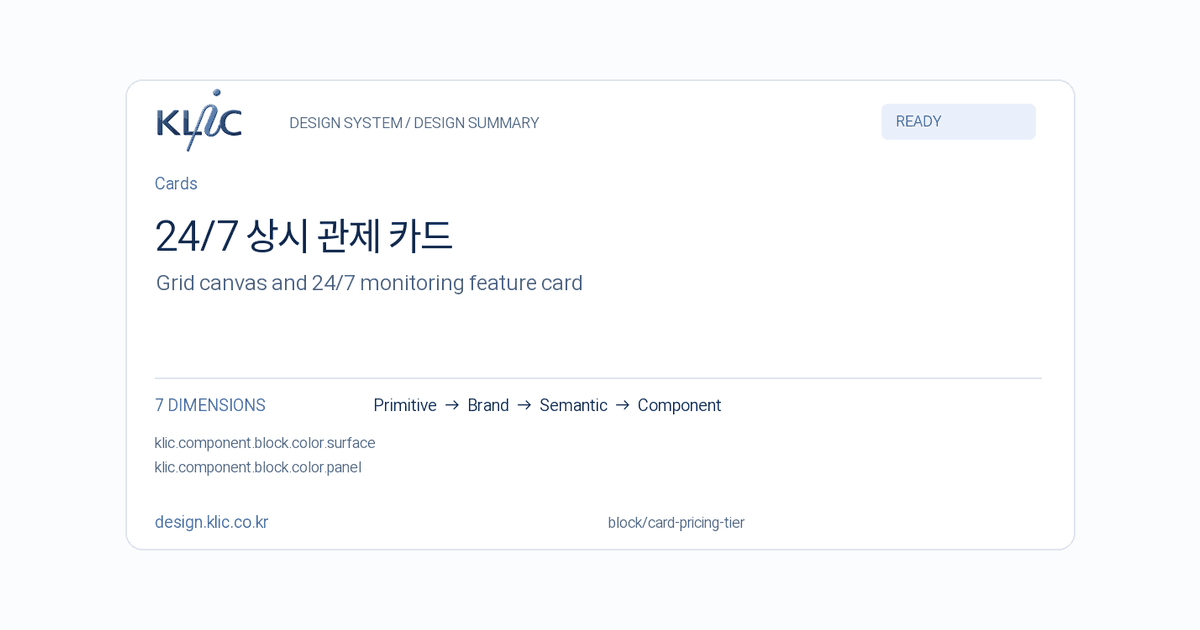 KLiC
DESIGN SYSTEM / DESIGN SUMMARY
READY
Cards
24/7 상시 관제 카드
Grid canvas and 24/7 monitoring feature card
7 DIMENSIONS
Primitive → Brand → Semantic → Component
klic.component.block.color.surface
klic.component.block.color.panel
design.klic.co.kr
block/card-pricing-tier